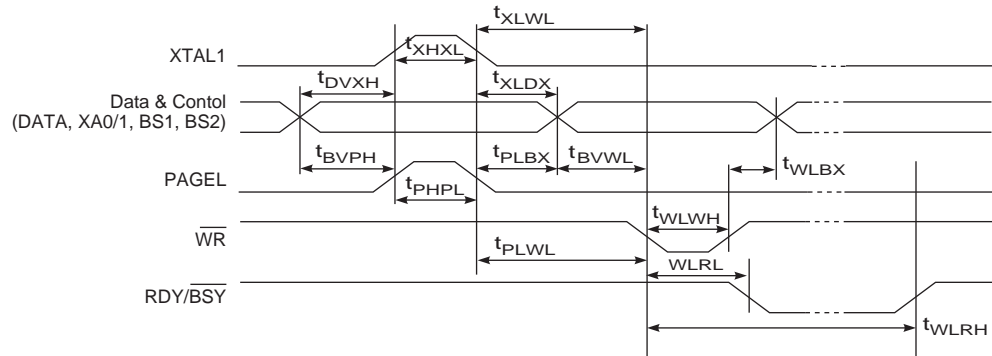 tXLWL
XTAL1
tXHXL
tDVXH
tXLDX
Data & Contol
(DATA, XA0/1, BS1, BS2)
tBVPH
tPLBX
tBVWL
tWLBX
PAGEL
tPHPL
tWLWH
WR
tPLWL
WLRL
RDY/BSY
tWLRH